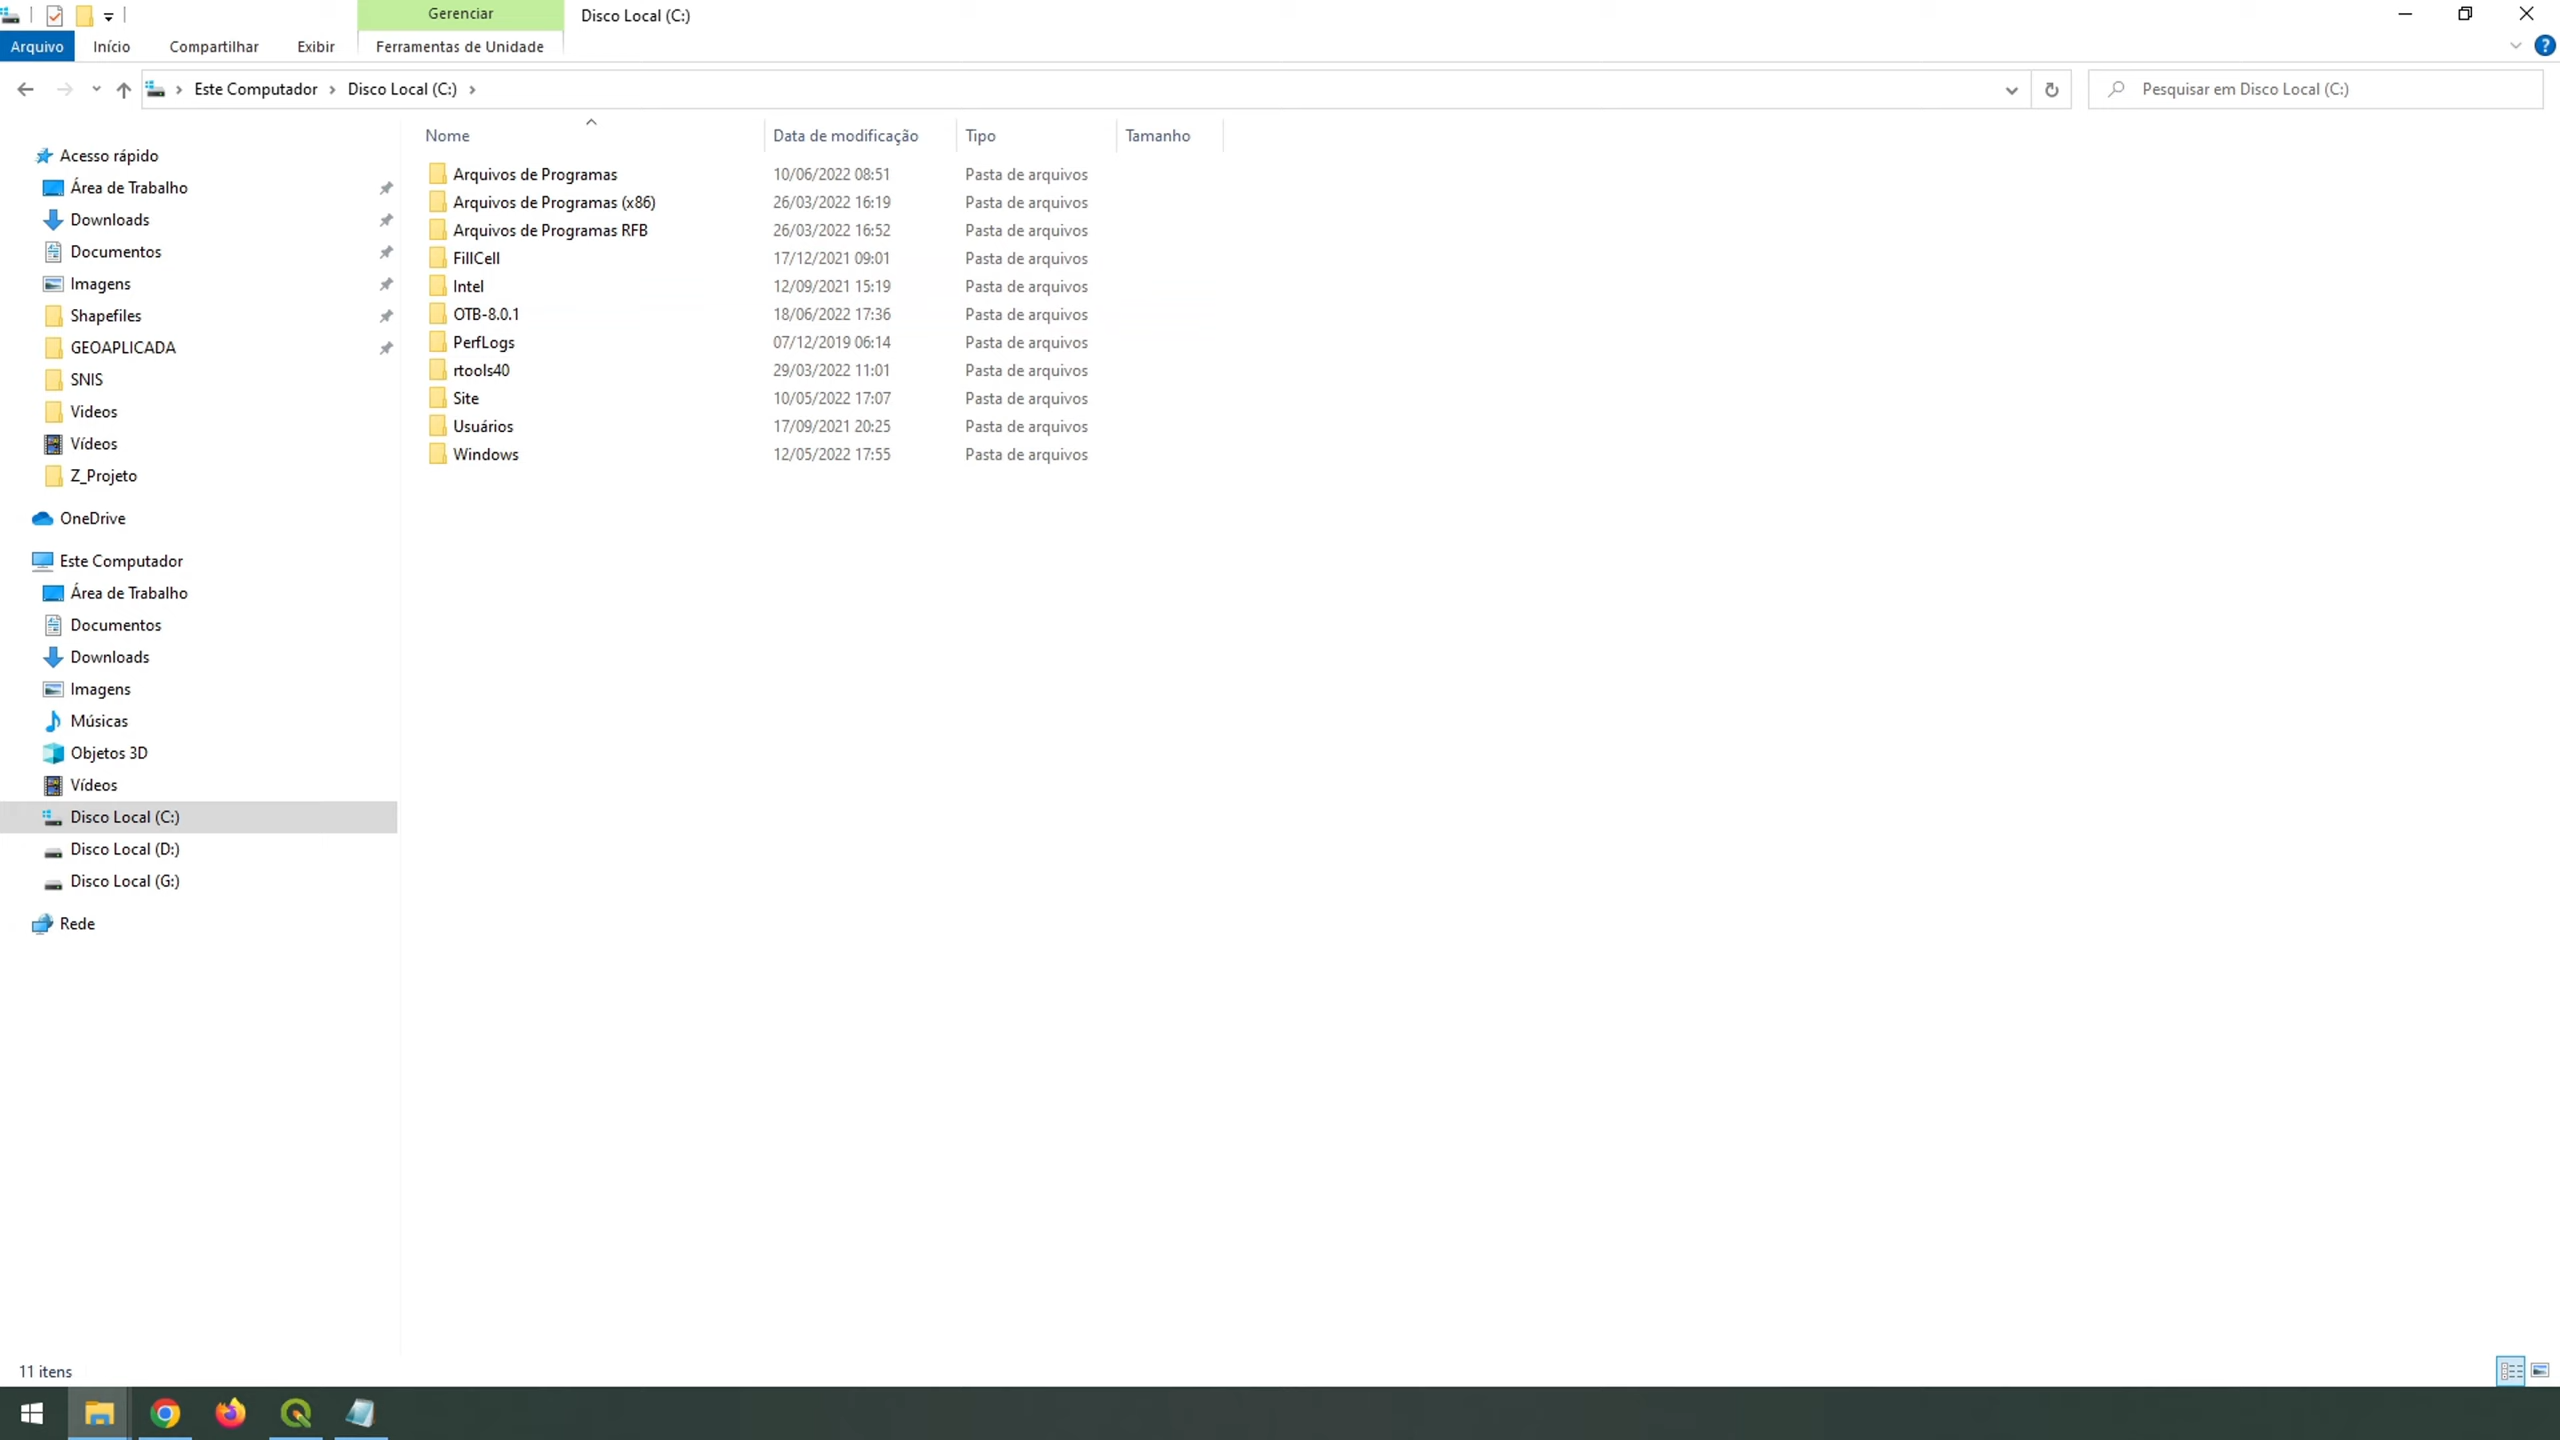 Gerenciar
Disco Local (C:)
Arquivo Início Compartilhar Exibir Ferramentas de Unidade
Este Computador Disco Local (C:)
Pesquisar em Disco Local (C:)
Nome Data de modificação Tipo Tamanho
Acesso rápido
Área de Trabalho
Downloads
Documentos
Imagens
Shapefiles
GEOAPLICADA
SNIS
Videos
Vídeos
Z_Projeto
OneDrive
Este Computador
Área de Trabalho
Documentos
Downloads
Imagens
Músicas
Objetos 3D
Vídeos
Disco Local (C:)
Disco Local (D:)
Disco Local (G:)
Rede
Arquivos de Programas 10/06/2022 08:51 Pasta de arquivos
Arquivos de Programas (x86) 26/03/2022 16:19 Pasta de arquivos
Arquivos de Programas RFB 26/03/2022 16:52 Pasta de arquivos
FillCell 17/12/2021 09:01 Pasta de arquivos
Intel 12/09/2021 15:19 Pasta de arquivos
OTB-8.0.1 18/06/2022 17:36 Pasta de arquivos
PerfLogs 07/12/2019 06:14 Pasta de arquivos
rtools40 29/03/2022 11:01 Pasta de arquivos
Site 10/05/2022 17:07 Pasta de arquivos
Usuários 17/09/2021 20:25 Pasta de arquivos
Windows 12/05/2022 17:55 Pasta de arquivos
11 itens